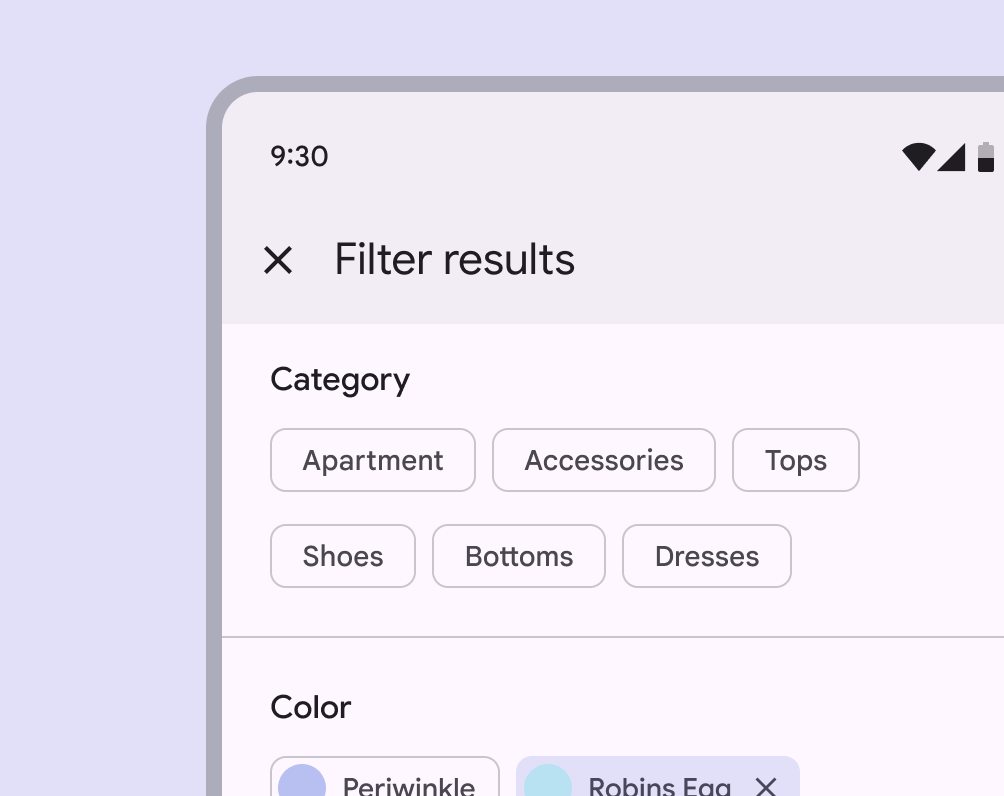 9:30
Filter results
Category
Apartment Accessories Tops
Shoes Bottoms Dresses
Color
Periwinkle Robins Egg